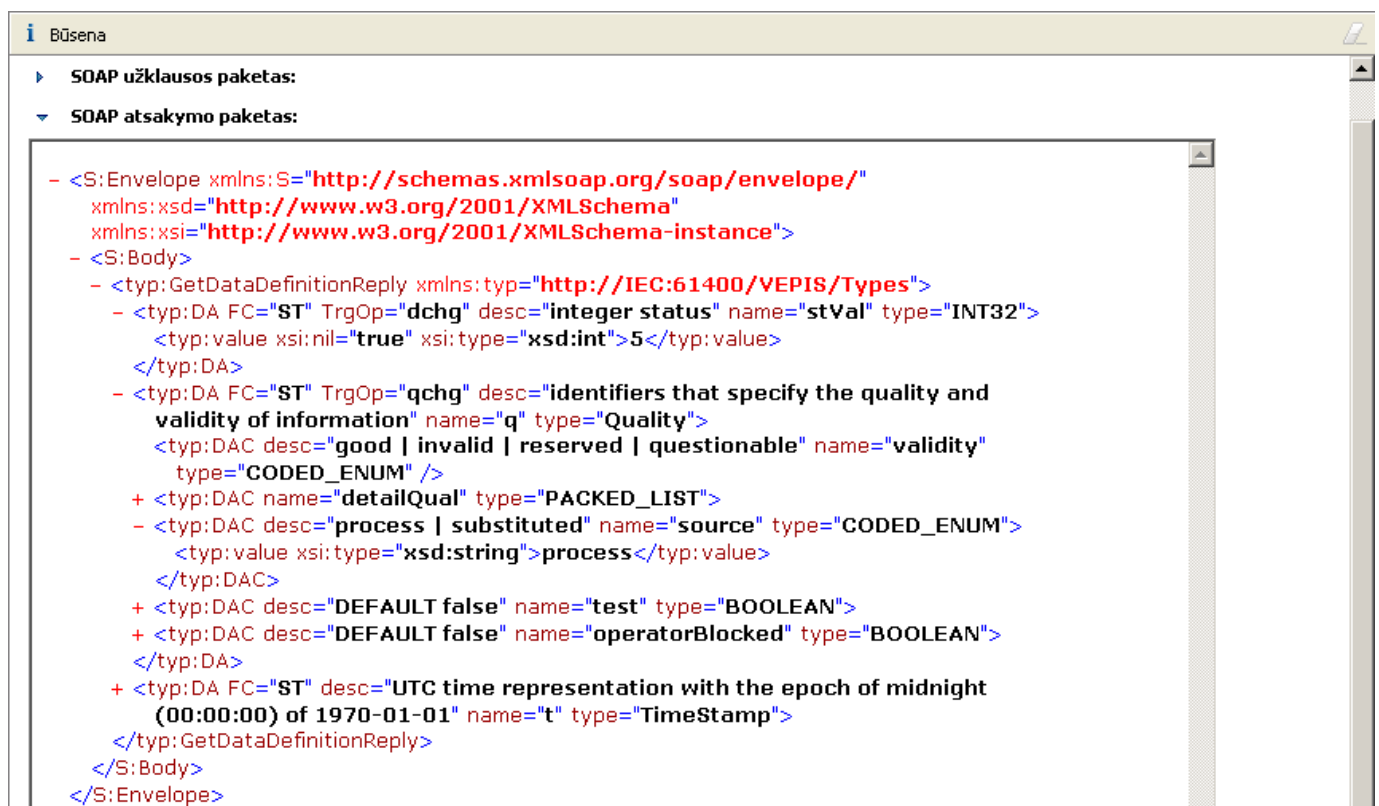 Būsena
SOAP užklausos paketas:
SOAP atsakymo paketas:
- <S:Envelope xmlns:S="http://schemas.xmlsoap.org/soap/envelope/"
xmlns:xsd="http://www.w3.org/2001/XMLSchema"
xmlns:xsi="http://www.w3.org/2001/XMLSchema-instance">
- <S:Body>
- <typ:GetDataDefinitionReply xmlns:typ="http://IEC:61400/VEPIS/Types">
- <typ:DA FC="ST" TrgOp="dchg" desc="integer status" name="stVal" type="INT32">
<typ:value xsi:nil="true" xsi:type="xsd:int">5</typ:value>
</typ:DA>
- <typ:DA FC="ST" TrgOp="qchg" desc="identifiers that specify the quality and
validity of information" name="q" type="Quality">
<typ:DAC desc="good | invalid | reserved | questionable" name="validity"
type="CODED_ENUM" />
+ <typ:DAC name="detailQual" type="PACKED_LIST">
- <typ:DAC desc="process | substituted" name="source" type="CODED_ENUM">
<typ:value xsi:type="xsd:string">process</typ:value>
</typ:DAC>
+ <typ:DAC desc="DEFAULT false" name="test" type="BOOLEAN">
+ <typ:DAC desc="DEFAULT false" name="operatorBlocked" type="BOOLEAN">
</typ:DA>
+ <typ:DA FC="ST" desc="UTC time representation with the epoch of midnight
(00:00:00) of 1970-01-01" name="t" type="TimeStamp">
</typ:GetDataDefinitionReply>
</S:Body>
</S:Envelope>